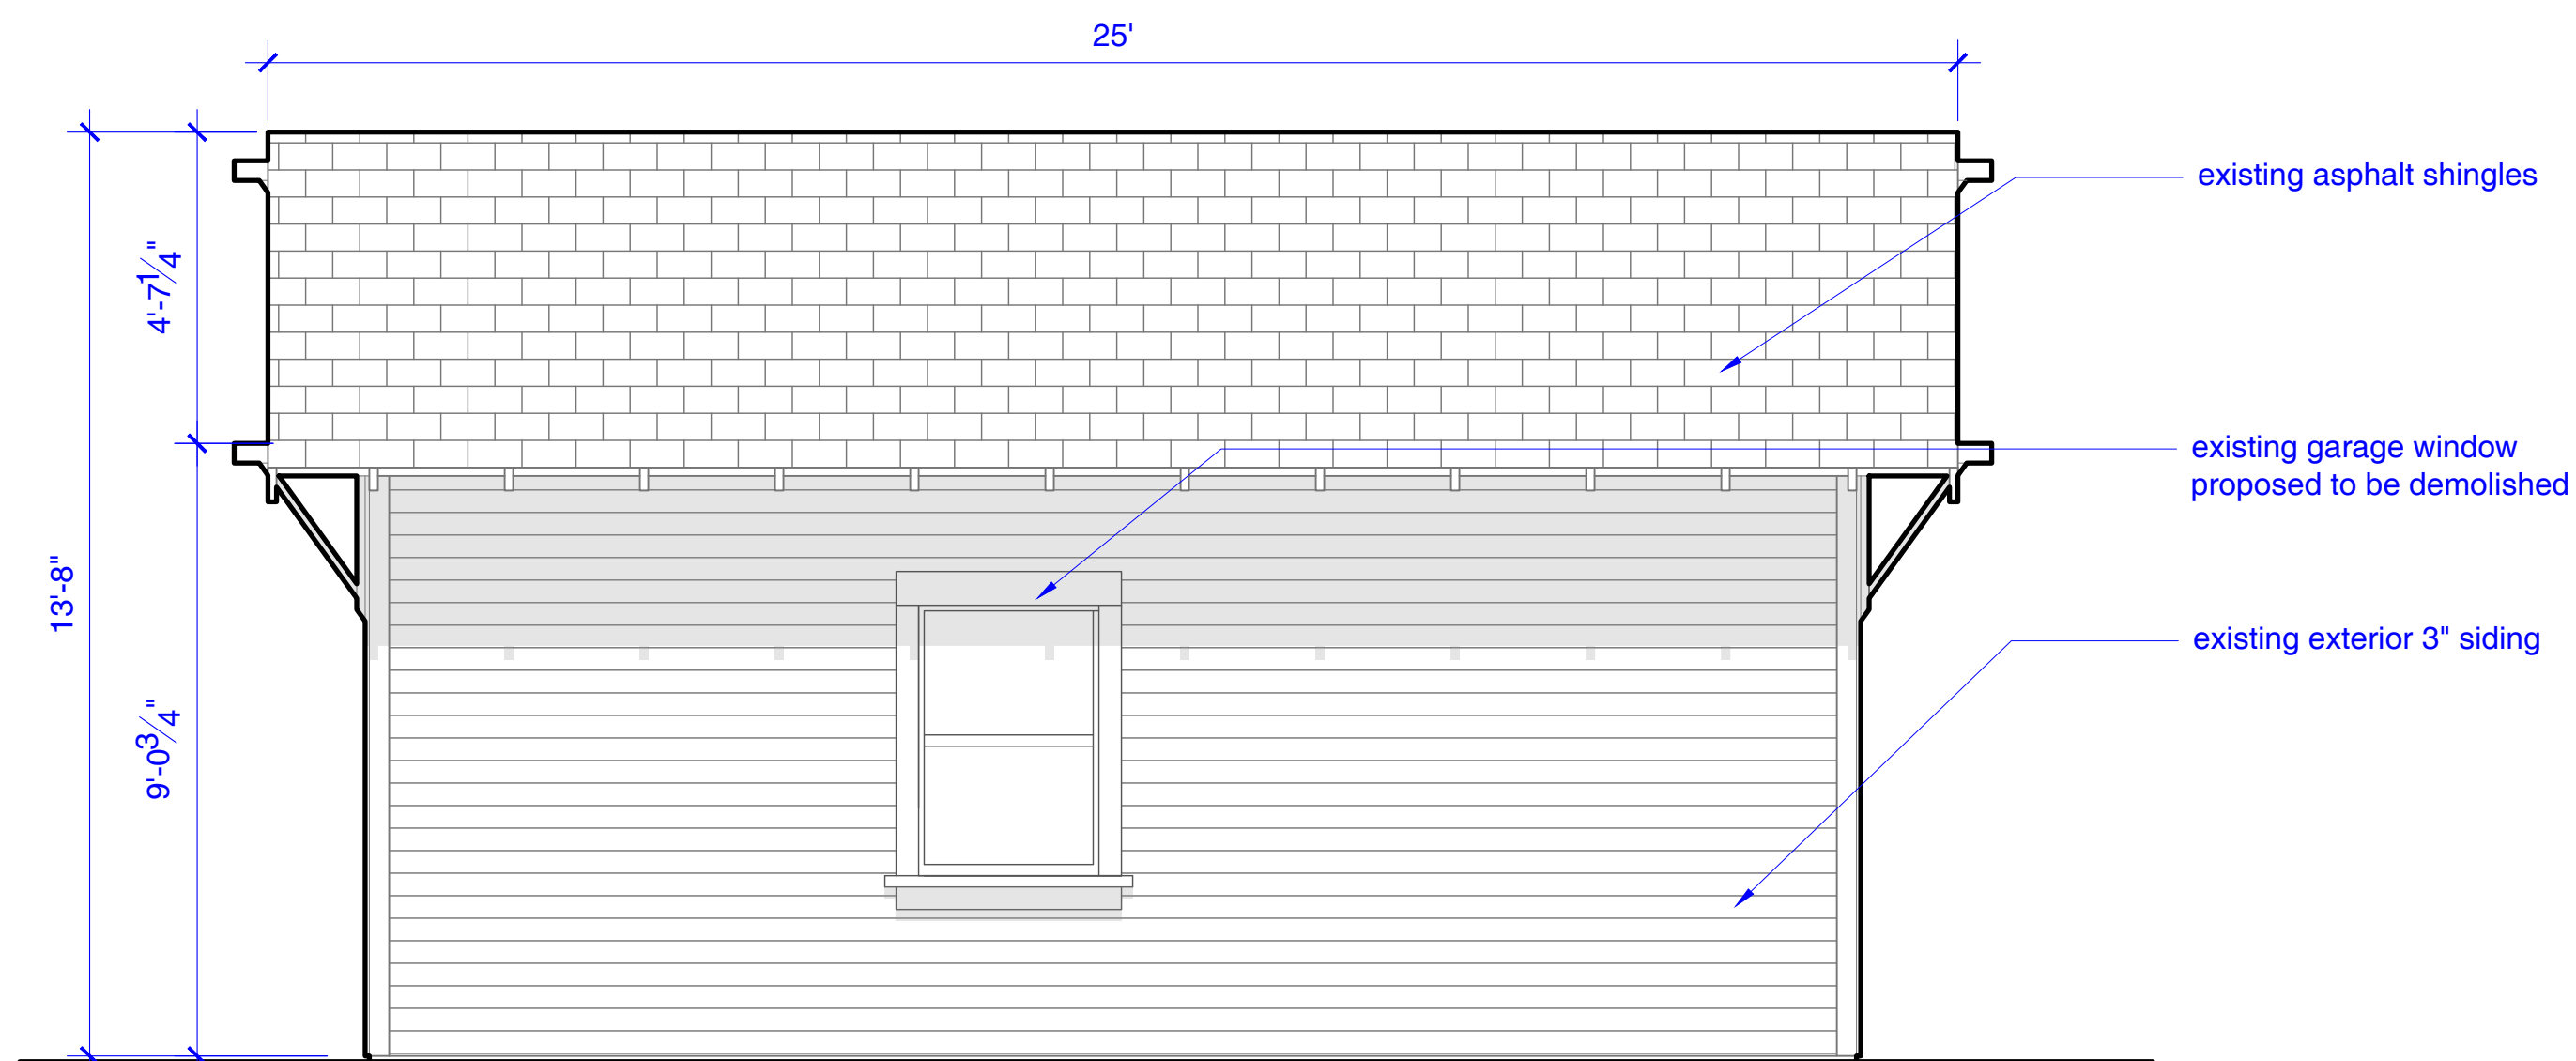 25'
existing asphalt shingles
4'-7 1/4"
existing garage window
proposed to be demolished
13'-8"
existing exterior 3" siding
9'-0 3/4"